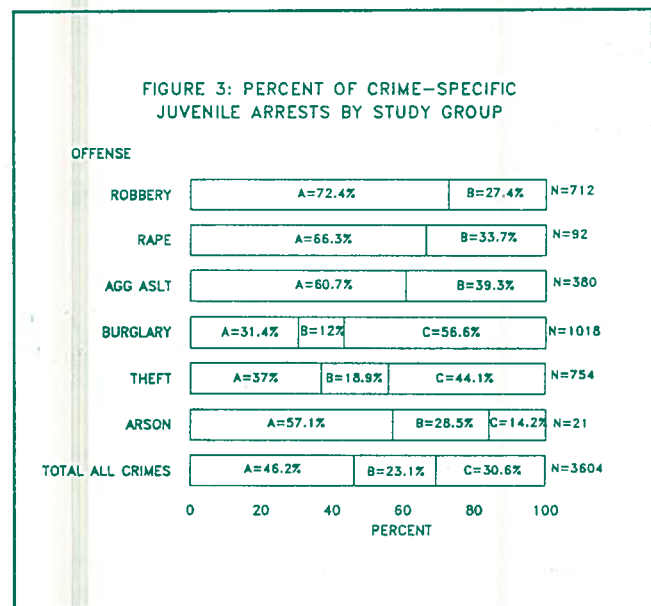 FIGURE 3: PERCENT OF CRIME-SPECIFIC
JUVENILE ARRESTS BY STUDY GROUP
OFFENSE
ROBBERY A=72.4% B=27.4% N=712
RAPE A=66.3% B=33.7% N=92
AGG ASLT A=60.7% B=39.3% N=380
BURGLARY A=31.4% B=12% C=56.6% N=1018
THEFT A=37% B=18.9% C=44.1% N=754
ARSON A=57.1% B=28.5% C=14.2% N=21
TOTAL ALL CRIMES A=46.2% B=23.1% C=30.6% N=3604
0 20 40 60 80 100
PERCENT